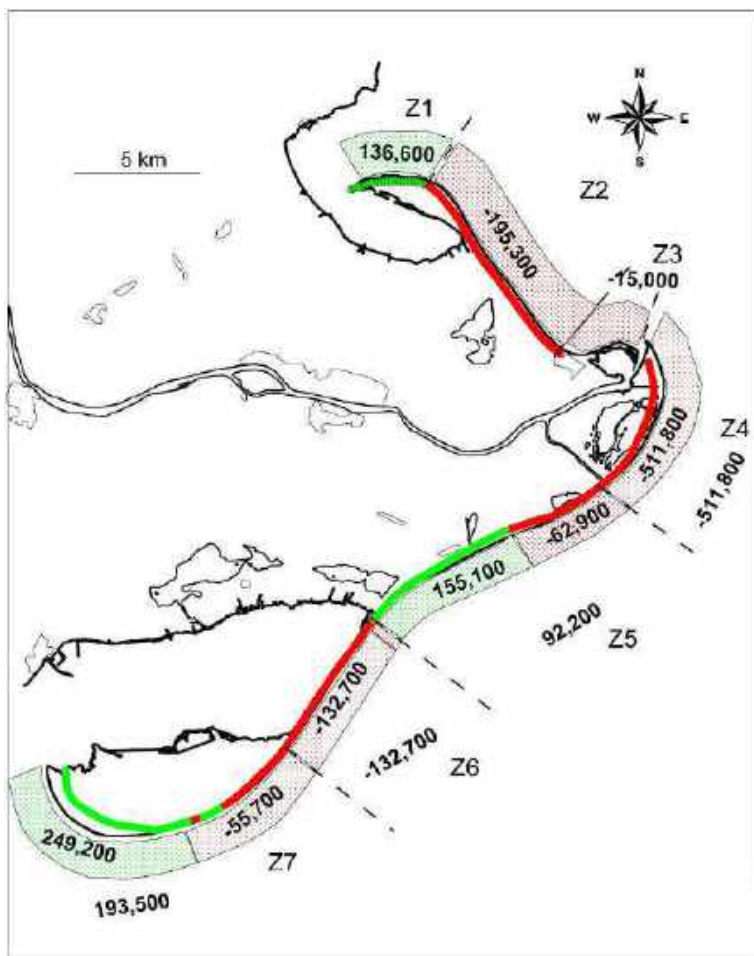 Z1
N
136,600
5 km
W
E
S
Z2
-195,300
Z3
-15,000
-511,800
Z4
-511,800
-62,900
155,100
92,200
Z5
-132,700
-132,700
Z6
-55,700
249,200
Z7
193,500